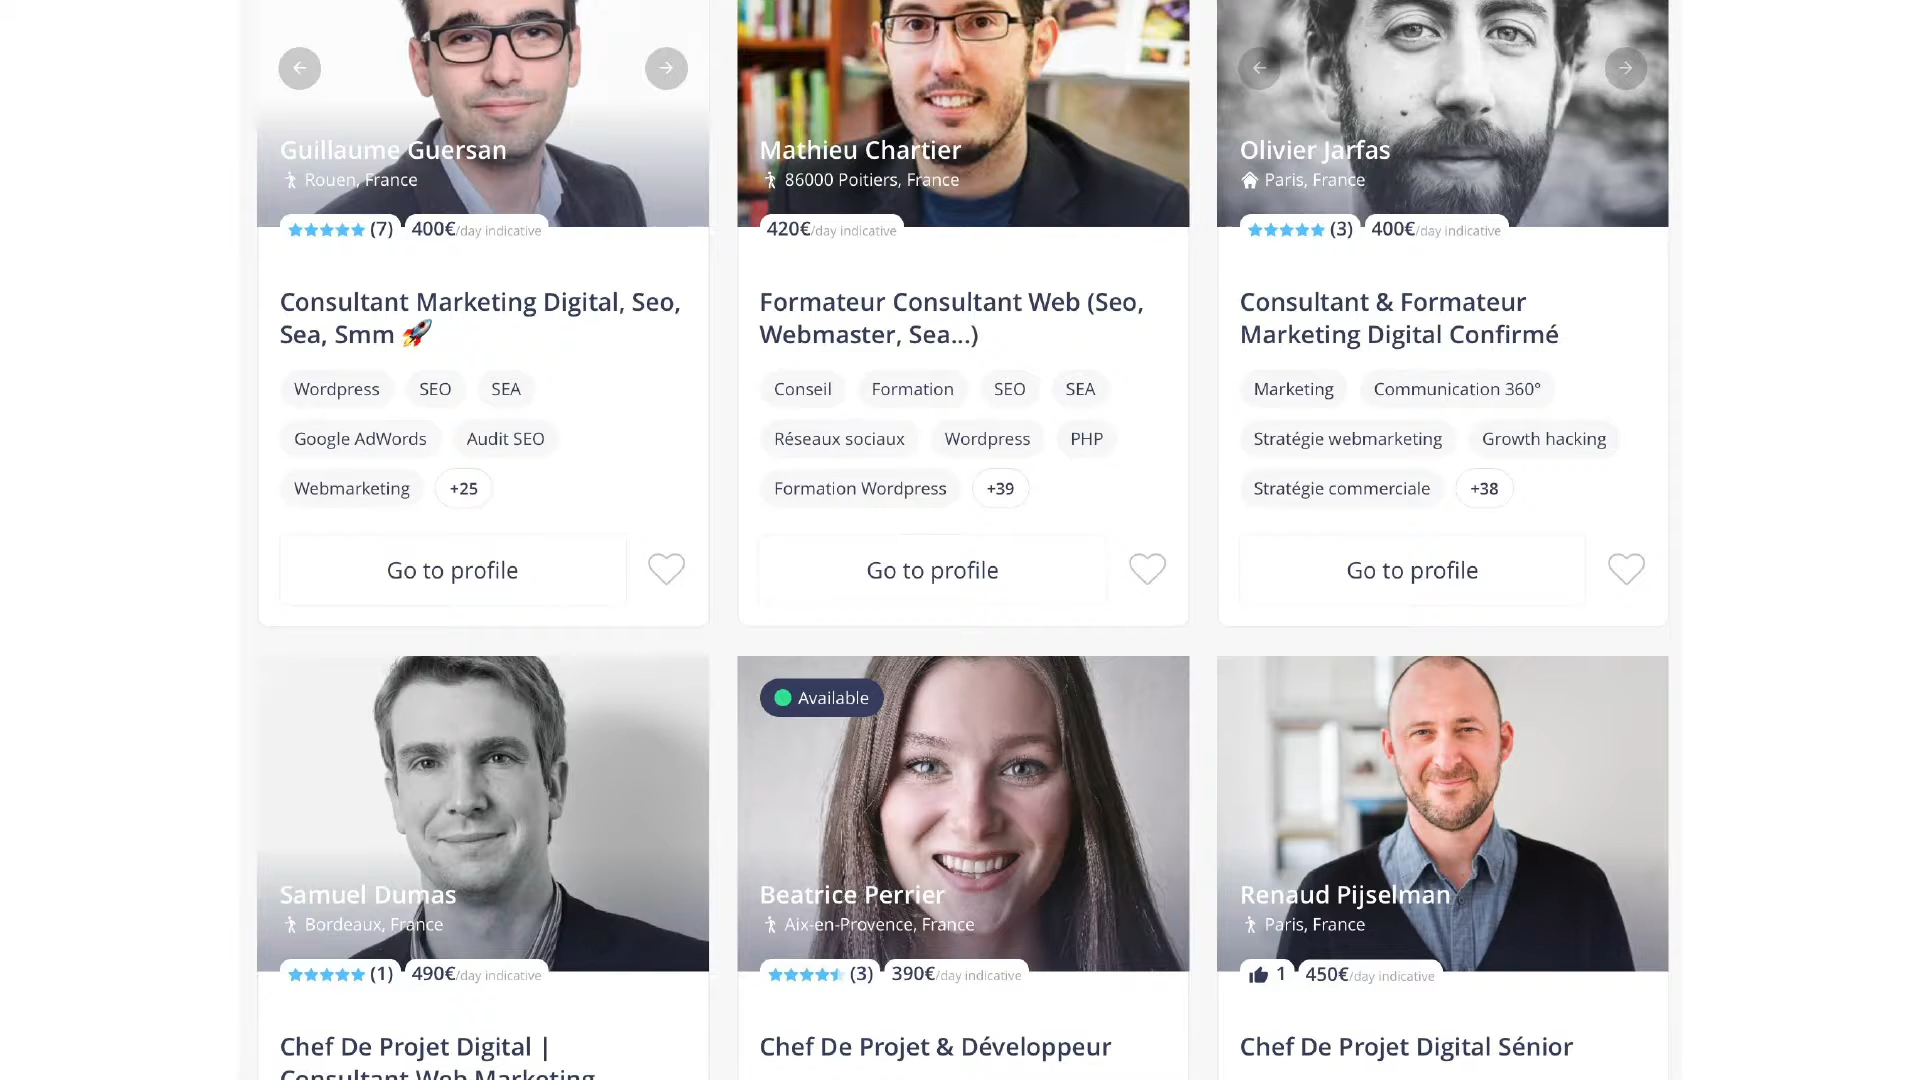 Guillaume Guersan
Rouen, France
(7) 400€/day indicative
Consultant Marketing Digital, Seo,
Sea, Smm 🚀
Wordpress SEO SEA
Google AdWords Audit SEO
Webmarketing +25
Go to profile
Mathieu Chartier
86000 Poitiers, France
420€/day indicative
Formateur Consultant Web (Seo,
Webmaster, Sea...)
Conseil Formation SEO SEA
Réseaux sociaux Wordpress PHP
Formation Wordpress +39
Go to profile
Olivier Jarfas
Paris, France
(3) 400€/day indicative
Consultant & Formateur
Marketing Digital Confirmé
Marketing Communication 360°
Stratégie webmarketing Growth hacking
Stratégie commerciale +38
Go to profile
Samuel Dumas
Bordeaux, France
(1) 490€/day indicative
Chef De Projet Digital |
Consultant Web Marketing
Available
Beatrice Perrier
Aix-en-Provence, France
(3) 390€/day indicative
Chef De Projet & Développeur
Renaud Pijselman
Paris, France
1 450€/day indicative
Chef De Projet Digital Sénior